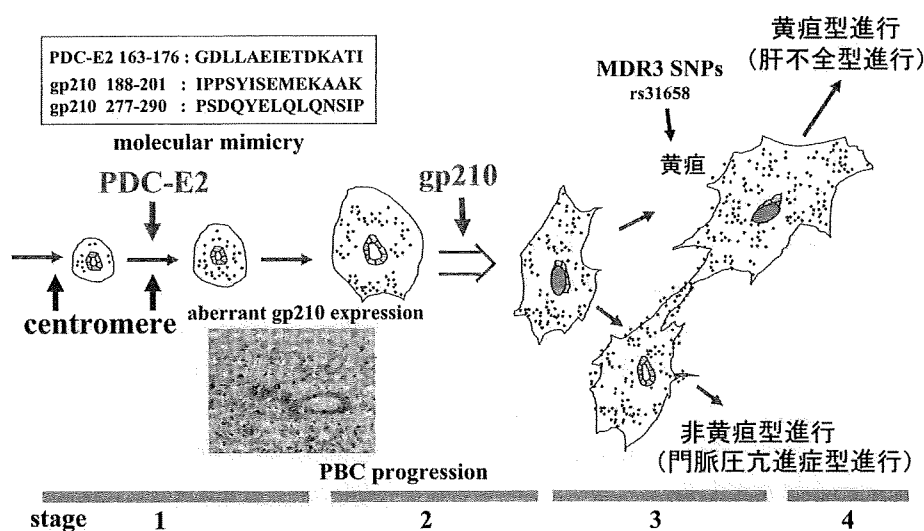 PDC-E2 163-176 : GDLLAEIETDKATI
gp210 188-201 : IPPSYISEMEKAAK
gp210 277-290 : PSDQYELQLQNSIP
molecular mimicry
PDC-E2
centromere
aberrant gp210 expression
gp210
MDR3 SNPs
rs31658
黄疸
黄疸型進行
(肝不全型進行)
非黄疸型進行
(門脈圧亢進症型進行)
PBC progression
stage 1 2 3 4